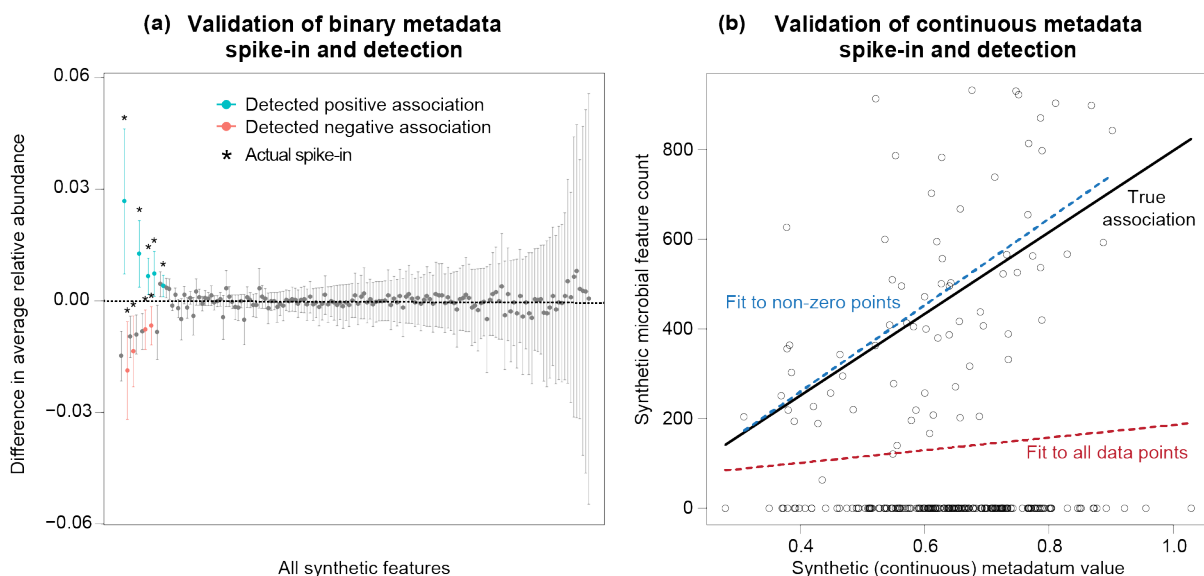 (a) Validation of binary metadata
spike-in and detection
0.06
0.03
0.00
−0.03
−0.06
Difference in average relative abundance
Detected positive association
Detected negative association
* Actual spike-in
All synthetic features
(b) Validation of continuous metadata
spike-in and detection
800
600
400
200
0
Synthetic microbial feature count
True
association
Fit to non-zero points
Fit to all data points
0.4 0.6 0.8 1.0
Synthetic (continuous) metadatum value